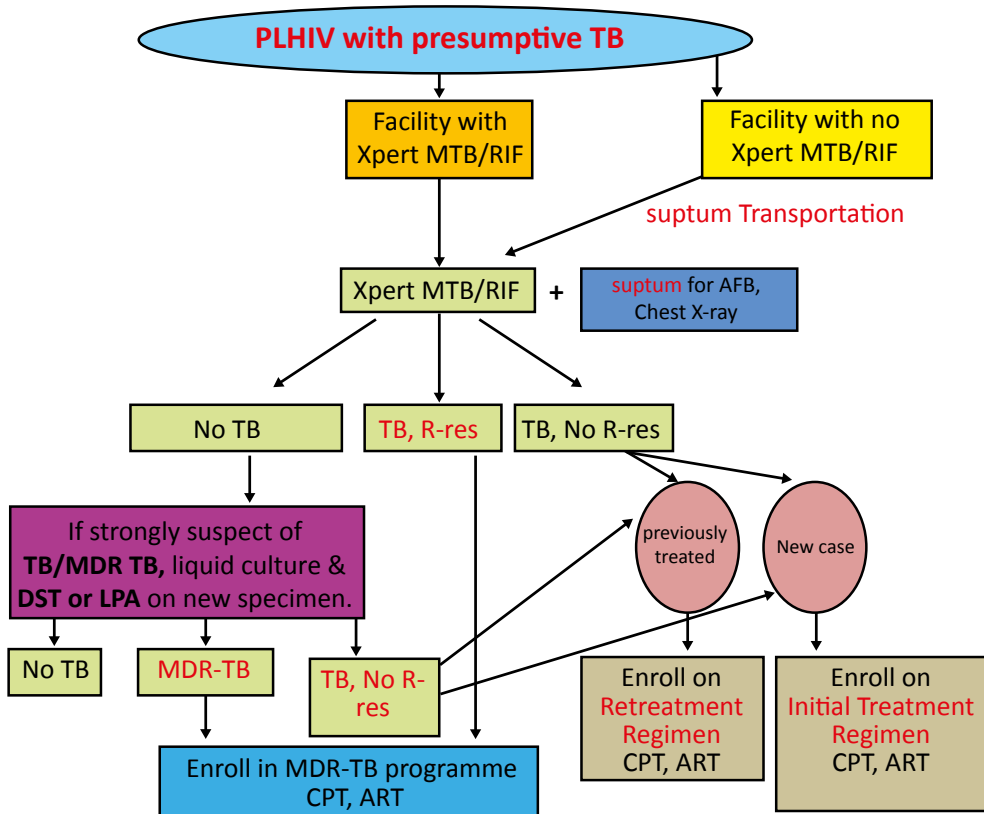 PLHIV with presumptive TB
Facility with
Xpert MTB/RIF
Facility with no
Xpert MTB/RIF
suptum Transportation
Xpert MTB/RIF
+
suptum for AFB,
Chest X-ray
No TB
TB, R-res
TB, No R-res
If strongly suspect of
TB/MDR TB, liquid culture &
DST or LPA on new specimen.
previously
treated
New case
No TB
MDR-TB
TB, No R-
res
Enroll on
Retreatment
Regimen
CPT, ART
Enroll on
Initial Treatment
Regimen
CPT, ART
Enroll in MDR-TB programme
CPT, ART